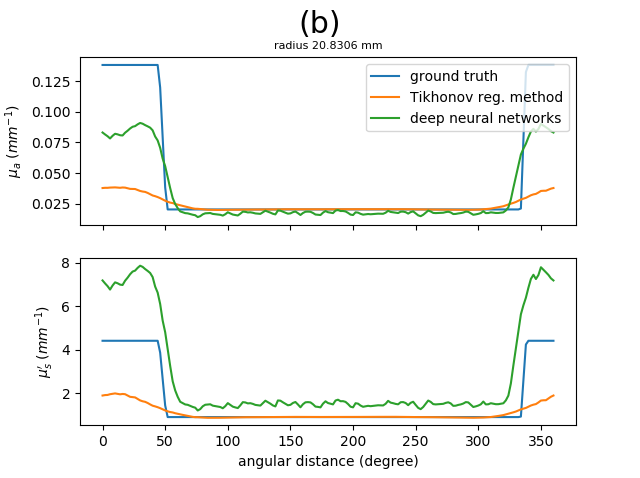 (b)
radius 20.8306 mm
ground truth
Tikhonov reg. method
deep neural networks
μₐ (mm⁻¹)
0.125
0.100
0.075
0.050
0.025
μ′ₛ (mm⁻¹)
8
6
4
2
0 50 100 150 200 250 300 350
angular distance (degree)